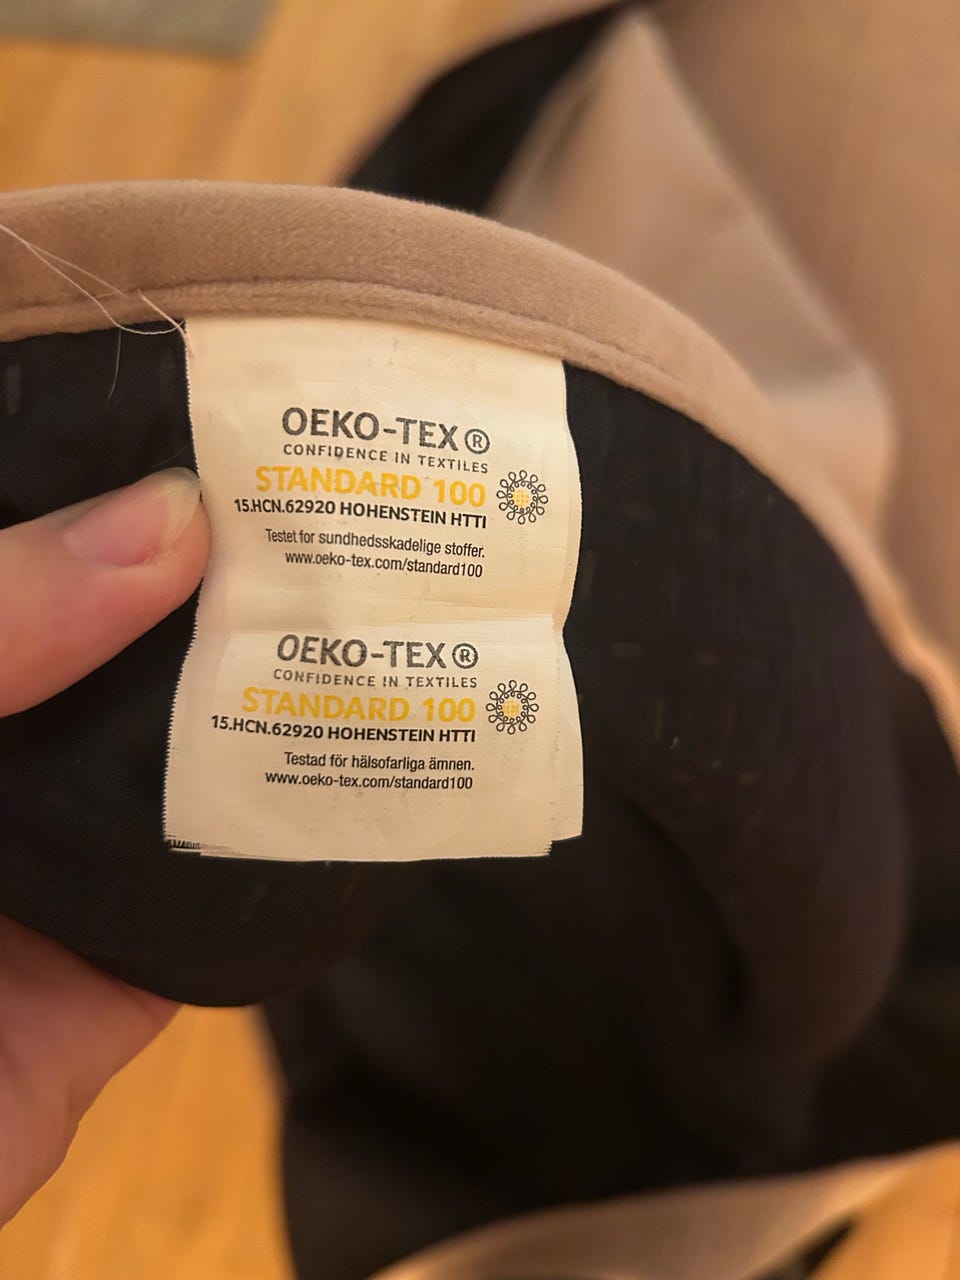 OEKO-TEX®
CONFIDENCE IN TEXTILES
STANDARD 100
15.HCN.62920 HOHENSTEIN HTTI
Testet for sundhedsskadelige stoffer.
www.oeko-tex.com/standard100
OEKO-TEX®
CONFIDENCE IN TEXTILES
STANDARD 100
15.HCN.62920 HOHENSTEIN HTTI
Testad för hälsofarliga ämnen.
www.oeko-tex.com/standard100